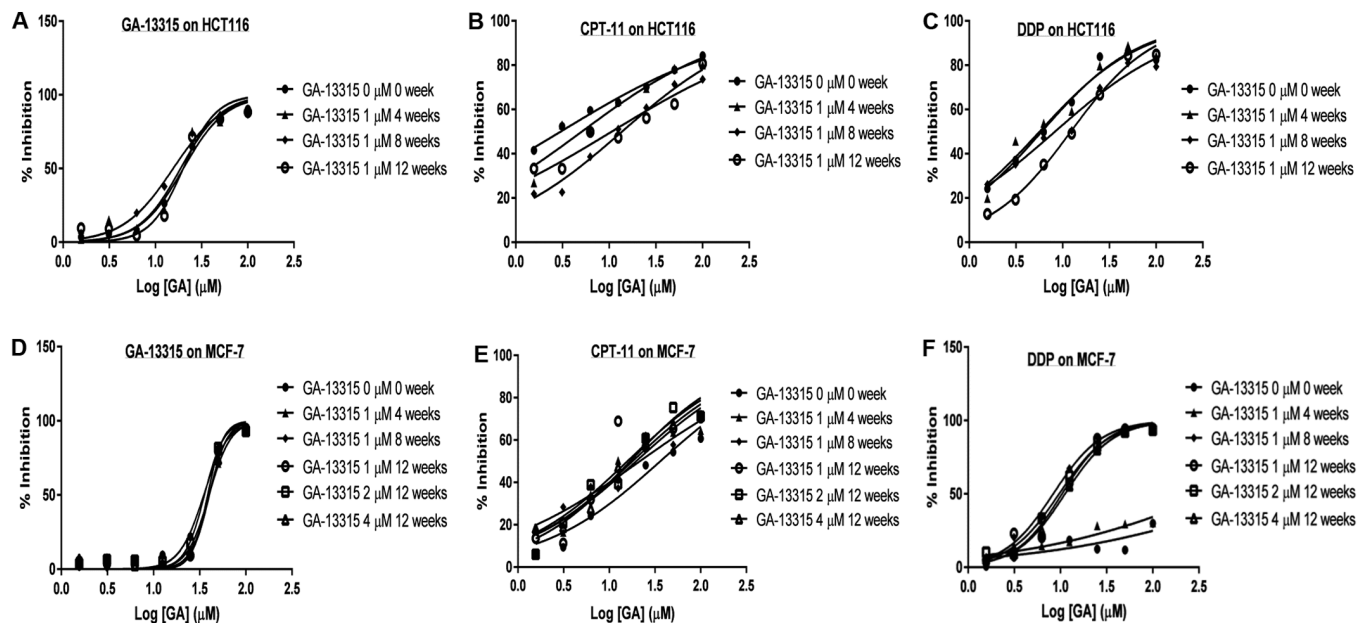 A
GA-13315 on HCT116
150
100
50
0
% Inhibition
0.0 0.5 1.0 1.5 2.0 2.5
Log [GA] (μM)
GA-13315 0 μM 0 week
GA-13315 1 μM 4 weeks
GA-13315 1 μM 8 weeks
GA-13315 1 μM 12 weeks
B
CPT-11 on HCT116
100
80
60
40
20
0
% Inhibition
0.0 0.5 1.0 1.5 2.0 2.5
Log [GA] (μM)
GA-13315 0 μM 0 week
GA-13315 1 μM 4 weeks
GA-13315 1 μM 8 weeks
GA-13315 1 μM 12 weeks
C
DDP on HCT116
100
80
60
40
20
0
% Inhibition
0.0 0.5 1.0 1.5 2.0 2.5
Log [GA] (μM)
GA-13315 0 μM 0 week
GA-13315 1 μM 4 weeks
GA-13315 1 μM 8 weeks
GA-13315 1 μM 12 weeks
D
GA-13315 on MCF-7
150
100
50
0
% Inhibition
0.0 0.5 1.0 1.5 2.0 2.5
Log [GA] (μM)
GA-13315 0 μM 0 week
GA-13315 1 μM 4 weeks
GA-13315 1 μM 8 weeks
GA-13315 1 μM 12 weeks
GA-13315 2 μM 12 weeks
GA-13315 4 μM 12 weeks
E
CPT-11 on MCF-7
100
80
60
40
20
0
% Inhibition
0.0 0.5 1.0 1.5 2.0 2.5
Log [GA] (μM)
GA-13315 0 μM 0 week
GA-13315 1 μM 4 weeks
GA-13315 1 μM 8 weeks
GA-13315 1 μM 12 weeks
GA-13315 2 μM 12 weeks
GA-13315 4 μM 12 weeks
F
DDP on MCF-7
150
100
50
0
% Inhibition
0.0 0.5 1.0 1.5 2.0 2.5
Log [GA] (μM)
GA-13315 0 μM 0 week
GA-13315 1 μM 4 weeks
GA-13315 1 μM 8 weeks
GA-13315 1 μM 12 weeks
GA-13315 2 μM 12 weeks
GA-13315 4 μM 12 weeks